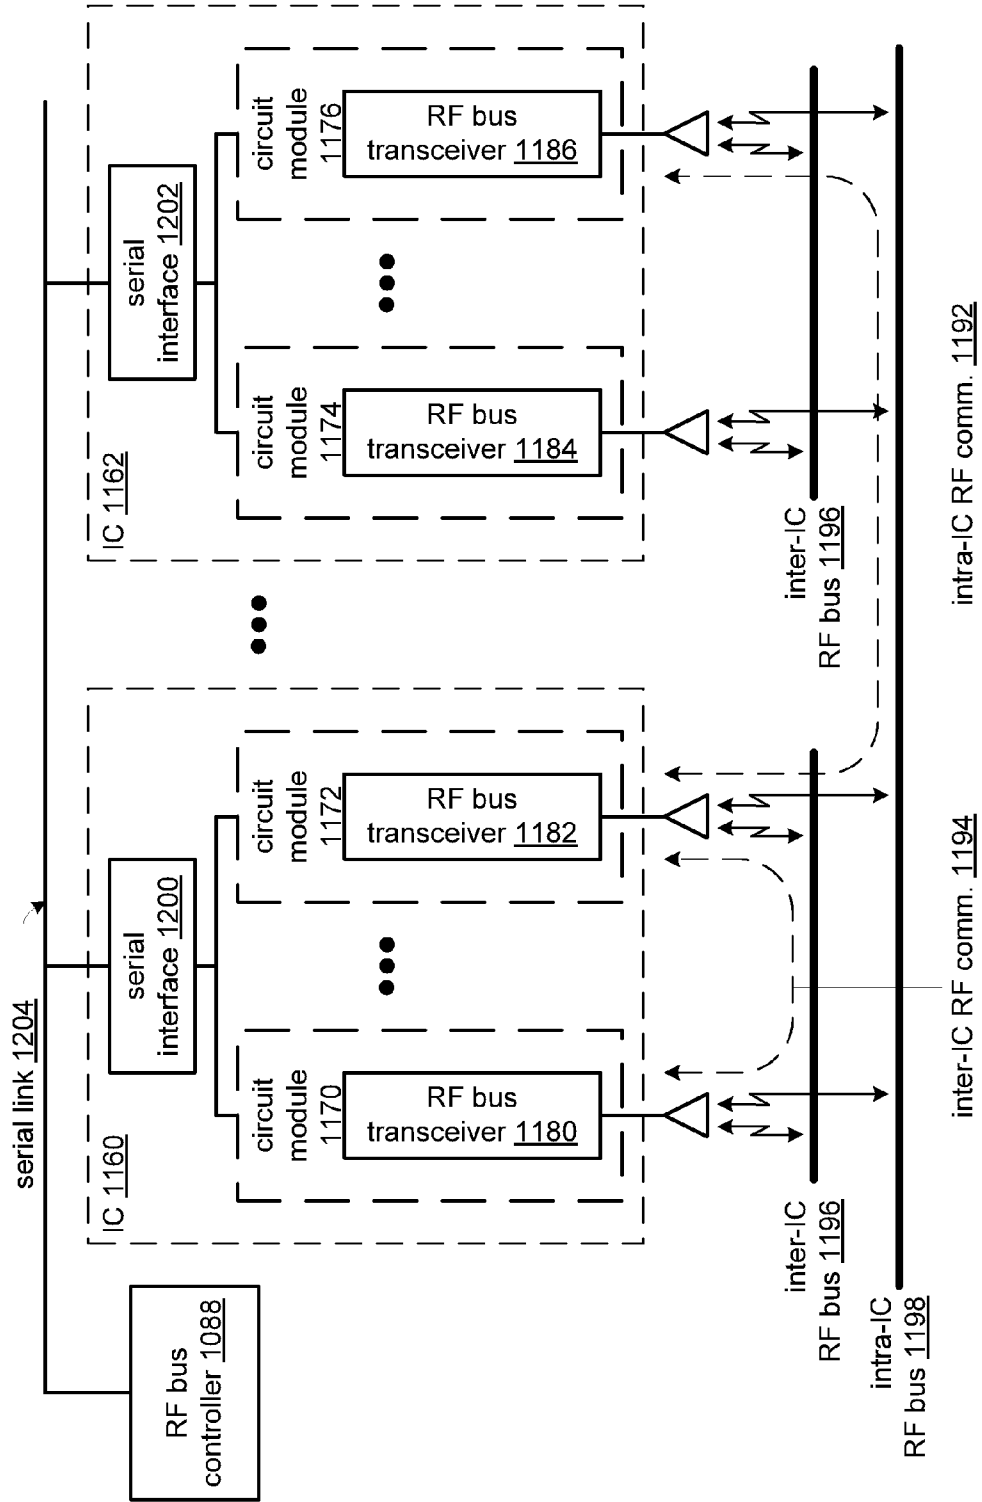 serial link 1204
RF bus
controller 1088
IC 1160
serial
interface 1200
circuit
module
1170
RF bus
transceiver 1180
circuit
module
1172
RF bus
transceiver 1182
IC 1162
serial
interface 1202
circuit
module
1174
RF bus
transceiver 1184
circuit
module
1176
RF bus
transceiver 1186
inter-IC
RF bus 1196
inter-IC
RF bus 1196
intra-IC
RF bus 1198
inter-IC RF comm. 1194
intra-IC RF comm. 1192